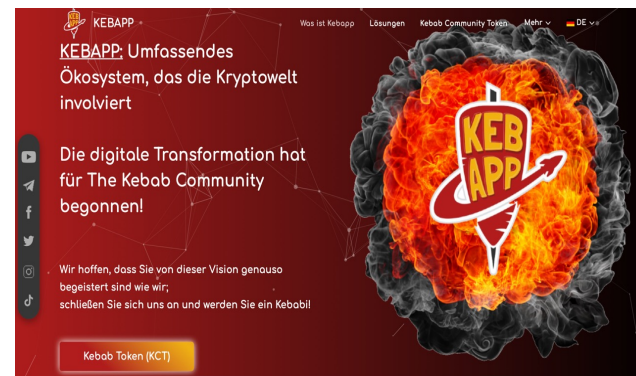 KEBAPP
Was ist Kebapp Lösungen Kebab Community Token Mehr DE
KEBAPP: Umfassendes
Ökosystem, das die Kryptowelt
involviert
Die digitale Transformation hat
für The Kebab Community
begonnen!
Wir hoffen, dass Sie von dieser Vision genauso
begeistert sind wie wir;
schließen Sie sich uns an und werden Sie ein Kebabi!
Kebab Token (KCT)
KEB
APP